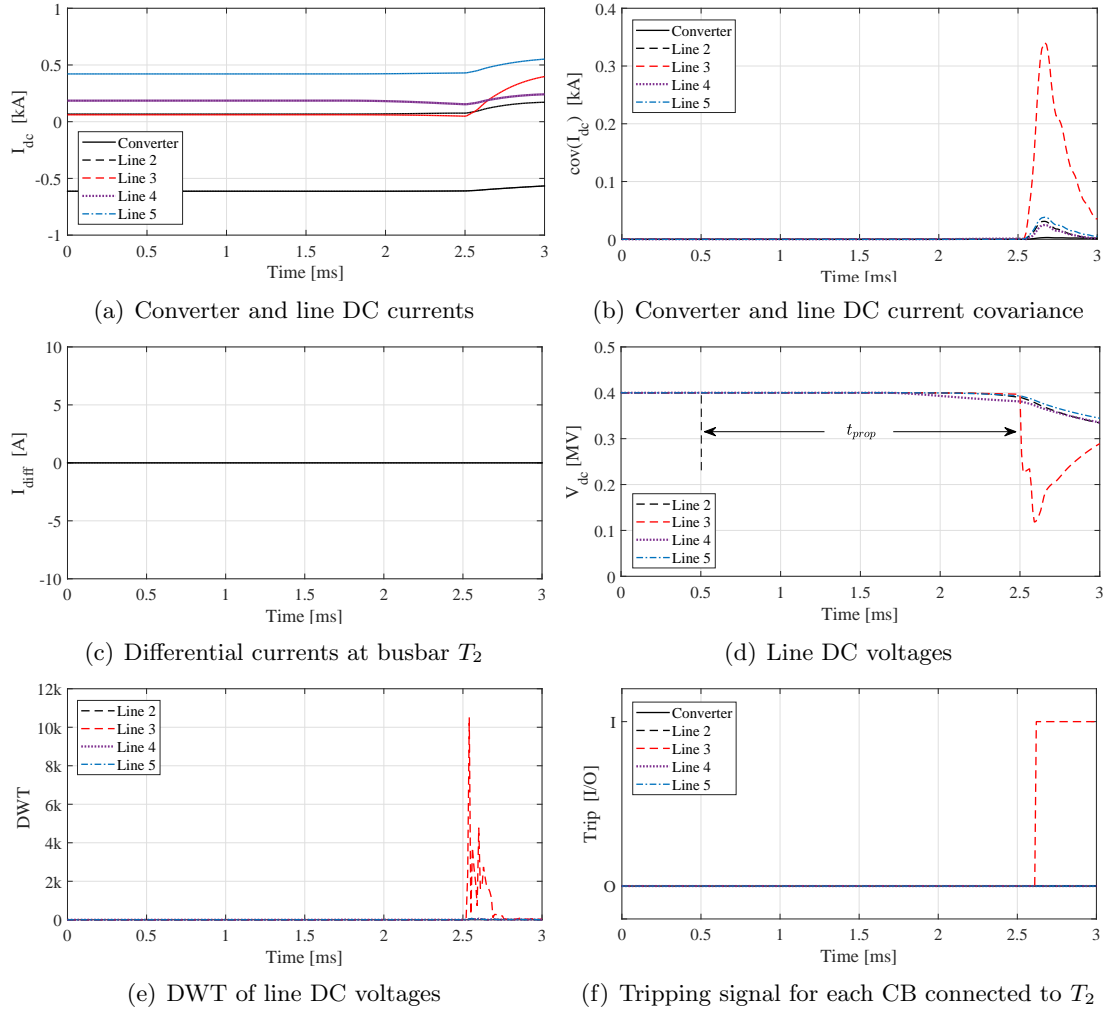 1
0.5
0
-0.5
-1
I_dc [kA]
Converter
Line 2
Line 3
Line 4
Line 5
0 0.5 1 1.5 2 2.5 3
Time [ms]
(a) Converter and line DC currents
0.4
0.3
0.2
0.1
0
cov(I_dc) [kA]
Converter
Line 2
Line 3
Line 4
Line 5
0 0.5 1 1.5 2 2.5 3
Time [ms]
(b) Converter and line DC current covariance
10
5
0
-5
-10
I_diff [A]
0 0.5 1 1.5 2 2.5 3
Time [ms]
(c) Differential currents at busbar T_2
0.5
0.4
0.3
0.2
0.1
0
V_dc [MV]
t_prop
Line 2
Line 3
Line 4
Line 5
0 0.5 1 1.5 2 2.5 3
Time [ms]
(d) Line DC voltages
12k
10k
8k
6k
4k
2k
0
DWT
Line 2
Line 3
Line 4
Line 5
0 0.5 1 1.5 2 2.5 3
Time [ms]
(e) DWT of line DC voltages
I
O
Trip [I/O]
Converter
Line 2
Line 3
Line 4
Line 5
0 0.5 1 1.5 2 2.5 3
Time [ms]
(f) Tripping signal for each CB connected to T_2